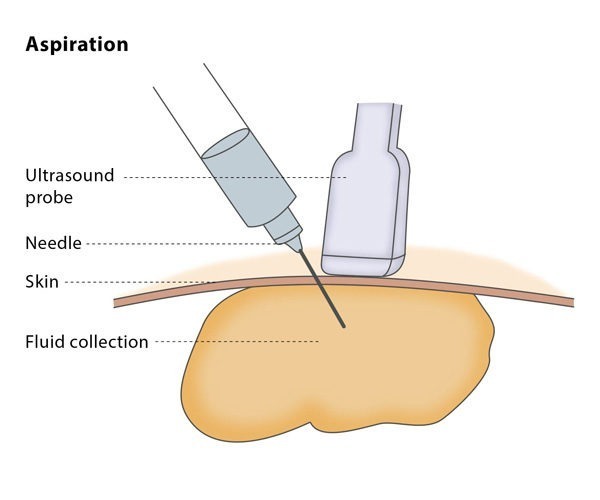 Aspiration
Ultrasound
probe
Needle
Skin
Fluid collection